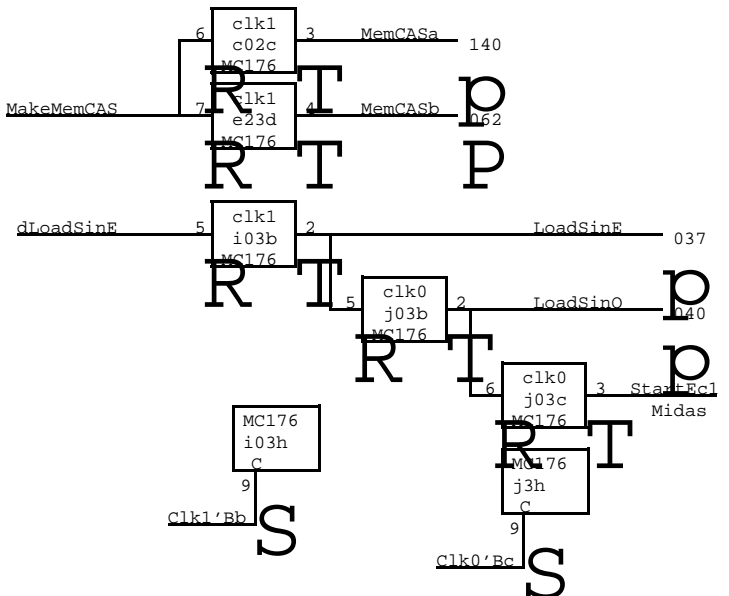 clk1
6 c02c 3 MemCASa 140
MC176
R T p
clk1
MakeMemCAS 7 e23d 4 MemCASb 062
MC176
R T P
clk1
dLoadSinE 5 i03b 2 LoadSinE 037
MC176
R T p
clk0
5 j03b 2 LoadSinO 040
MC176
R T p
clk0
6 j03c 3 StartEc1
MC176 Midas
R T
MC176
i03h
C
9
Clk1'Bb S
MC176
j3h
C
9
Clk0'Bc S